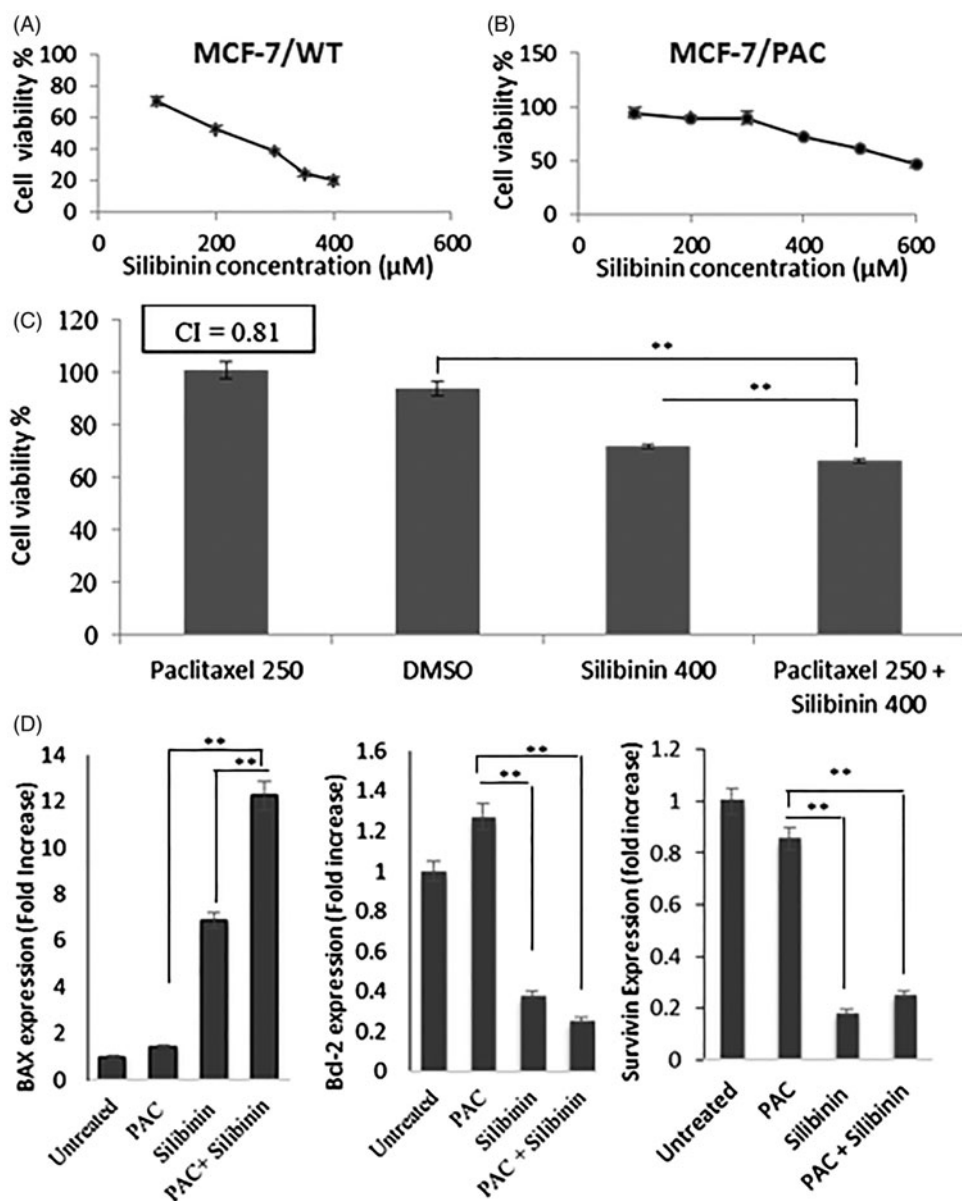 (A)
MCF-7/WT
Cell viability %
100
80
60
40
20
0
0 200 400 600
Silibinin concentration (µM)
(B)
MCF-7/PAC
Cell viability %
150
100
50
0
0 200 400 600
Silibinin concentration (µM)
(C)
CI = 0.81
Cell viability %
120
100
80
60
40
20
0
**
**
Paclitaxel 250
DMSO
Silibinin 400
Paclitaxel 250 +
Silibinin 400
(D)
BAX expression (Fold Increase)
14
12
10
8
6
4
2
0
**
**
Untreated
PAC
Silibinin
PAC+ Silibinin
Bcl-2 expression (Fold increase)
1.6
1.4
1.2
1
0.8
0.6
0.4
0.2
0
**
**
Untreated
PAC
Silibinin
PAC + Silibinin
Survivin Expression (fold increase)
1.2
1
0.8
0.6
0.4
0.2
0
**
**
Untreated
PAC
Silibinin
PAC + Silibinin